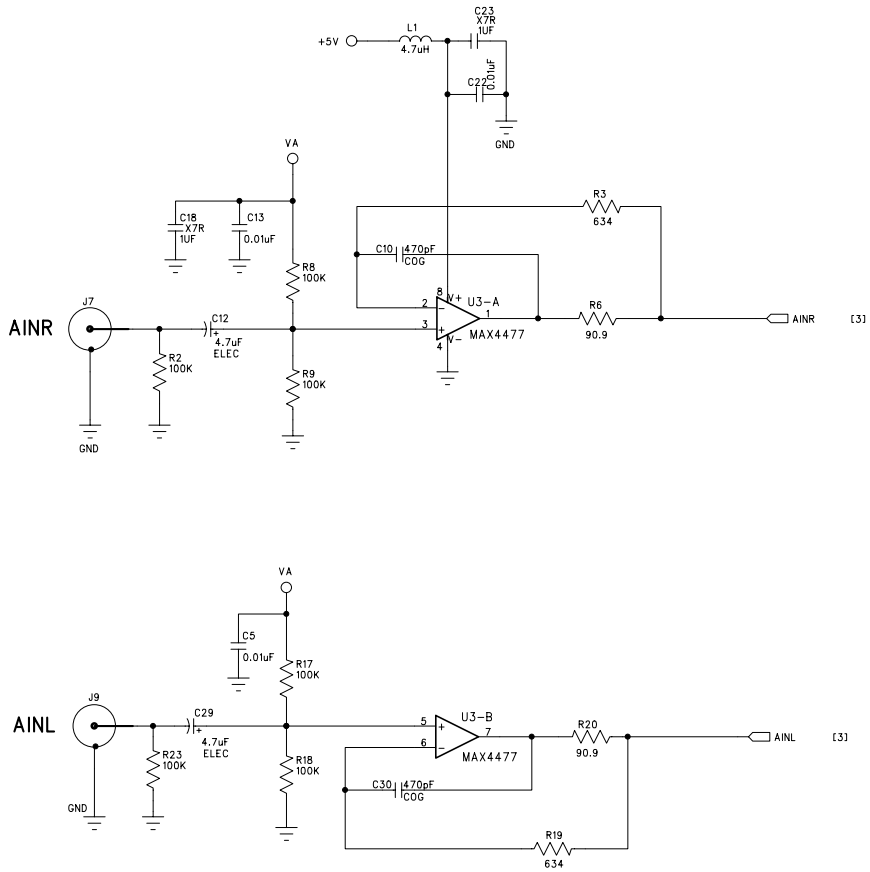 C23
X7R
1UF
L1
+5V
4.7uH
C22
0.01uF
GND
VA
R3
634
C18
X7R
1UF
C13
0.01uF
C10
470pF
COG
R8
100K
8
V+
U3-A
R6
J7
2
-
1
AINR
C12
AINR
[3]
3
+
MAX4477
90.9
+
4.7uF
ELEC
4
V-
R2
100K
R9
100K
GND
VA
C5
0.01uF
R17
100K
J9
C29
U3-B
AINL
5
+
7
R20
AINL
[3]
+
4.7uF
ELEC
6
-
MAX4477
90.9
R23
100K
R18
100K
C30
470pF
COG
GND
R19
634